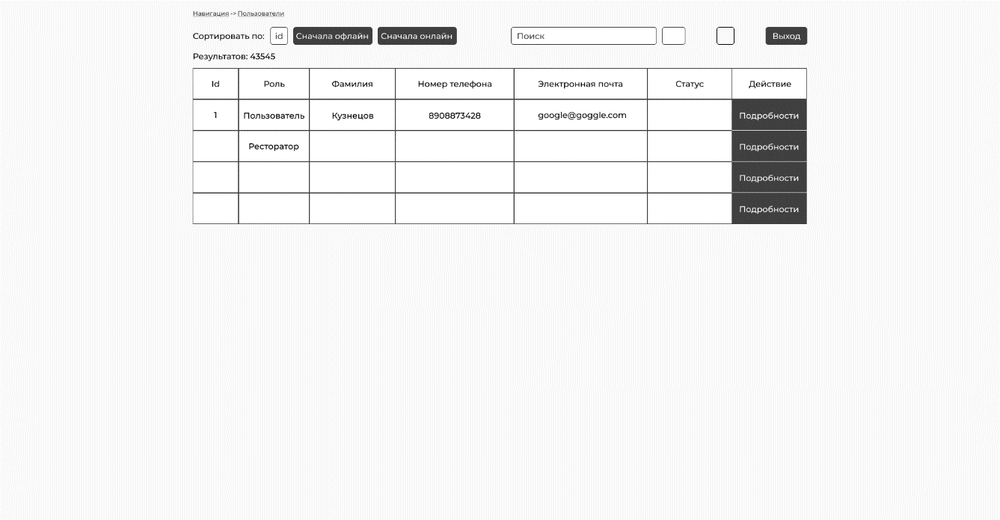 Навигация -> Пользователи
Сортировать по: id Сначала офлайн Сначала онлайн Поиск Выход
Результатов: 43545
Id Роль Фамилия Номер телефона Электронная почта Статус Действие
1 Пользователь Кузнецов 8908873428 google@goggle.com Подробности
Ресторатор Подробности
Подробности
Подробности